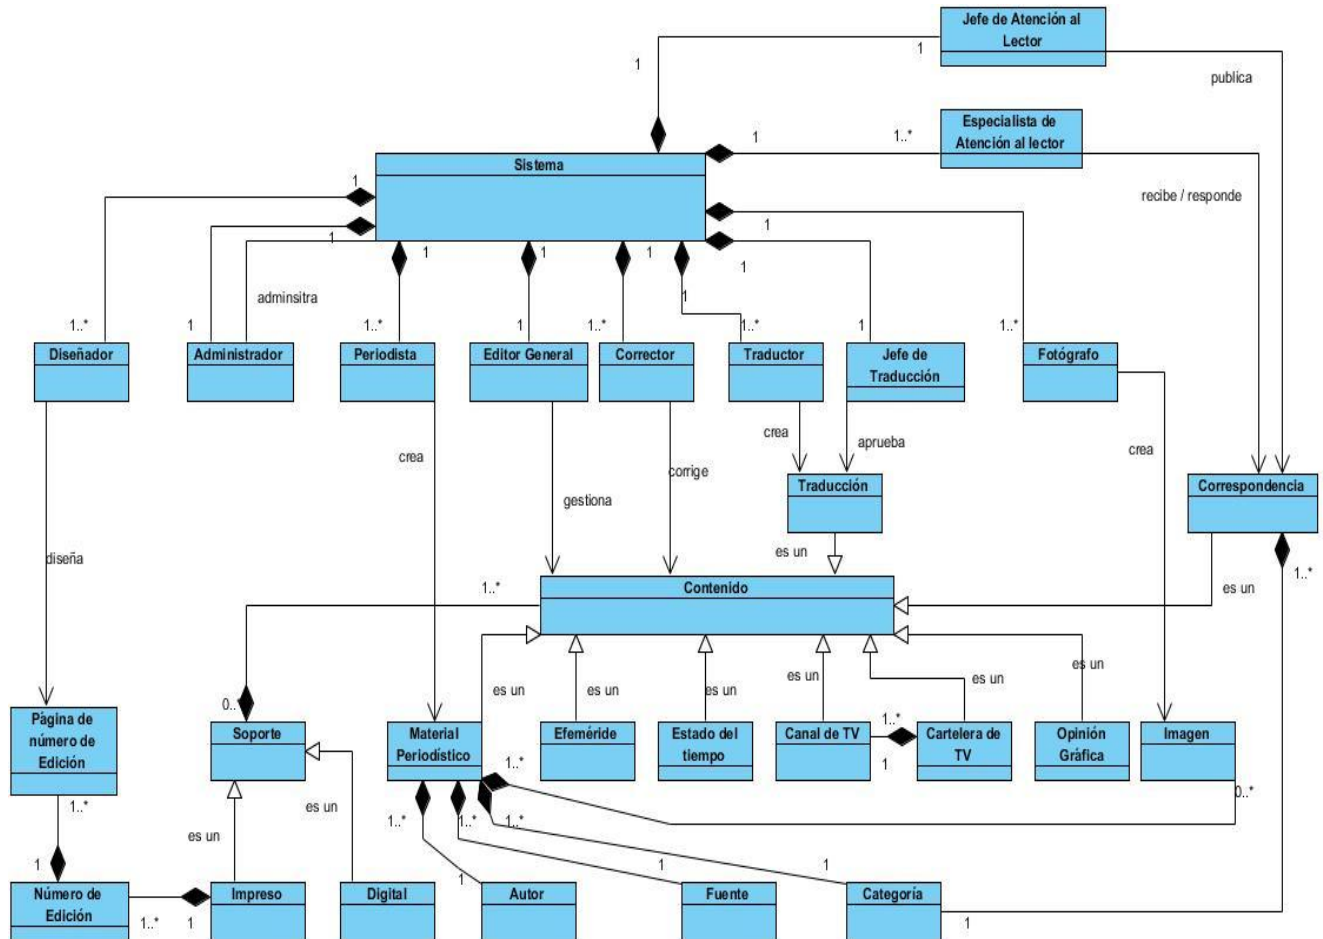 Jefe de Atención al
Lector
1
1
publica
Especialista de
Atención al lector
1
1..*
Sistema
recibe / responde
1
1
1
1
1
1
1
1
adminsitra
1..*
1
1..*
1
1..*
1..*
1
1..*
Diseñador
Administrador
Periodista
Editor General
Corrector
Traductor
Jefe de
Traducción
Fotógrafo
crea
crea
aprueba
crea
corrige
gestiona
Traducción
Correspondencia
diseña
es un
1..*
1..*
Contenido
es un
es un
es un
es un
es un
es un
es un
0..*
Página de
número de
Edición
Soporte
Material
Periodístico
Efeméride
Estado del
tiempo
Canal de TV
1..*
1
Cartelera de
TV
Opinión
Gráfica
Imagen
1..*
0..*
1..*
es un
1..*
1..*
1..*
es un
1
1
1
1
Número de
Edición
1..*
1
Impreso
Digital
Autor
Fuente
Categoría
1